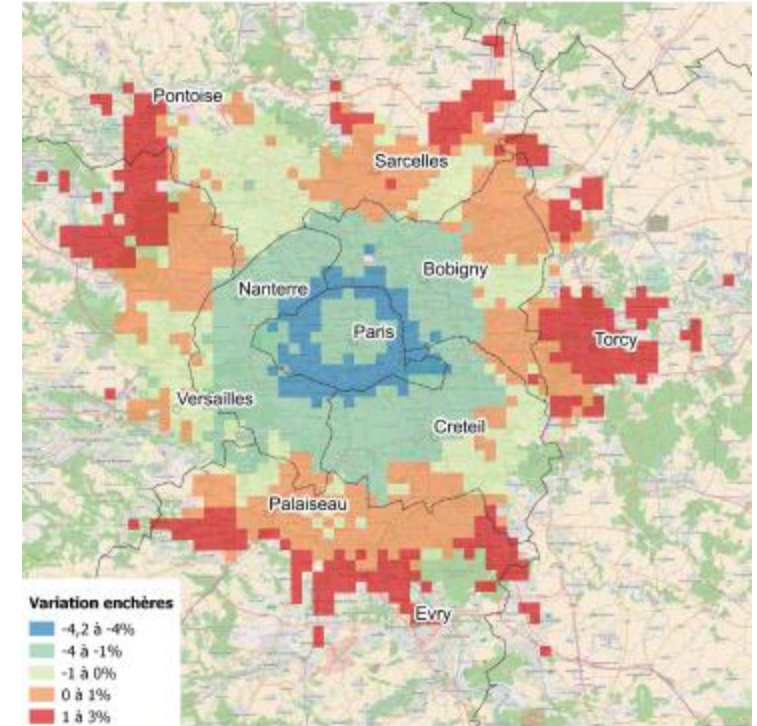 Pontoise
Sarcelles
Nanterre
Bobigny
Paris
Torcy
Versailles
Creteil
Palaiseau
Evry
Variation enchères
-4,2 à -4%
-4 à -1%
-1 à 0%
0 à 1%
1 à 3%